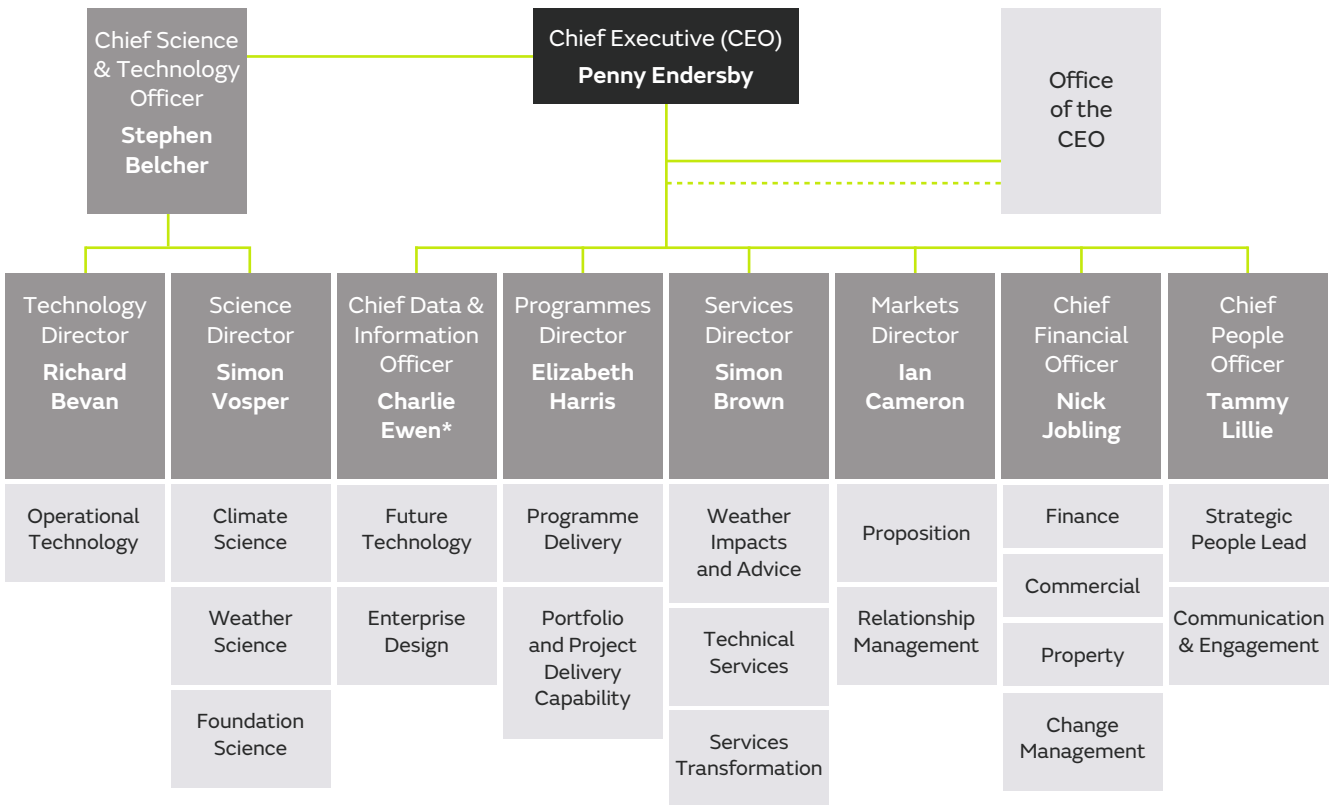 Chief Science
& Technology
Officer
Stephen
Belcher
Chief Executive (CEO)
Penny Endersby
Office
of the
CEO
Technology
Director
Richard
Bevan
Science
Director
Simon
Vosper
Chief Data &
Information
Officer
Charlie
Ewen*
Programmes
Director
Elizabeth
Harris
Services
Director
Simon
Brown
Markets
Director
Ian
Cameron
Chief
Financial
Officer
Nick
Jobling
Chief
People
Officer
Tammy
Lillie
Operational
Technology
Climate
Science
Weather
Science
Foundation
Science
Future
Technology
Enterprise
Design
Programme
Delivery
Portfolio
and Project
Delivery
Capability
Weather
Impacts
and Advice
Technical
Services
Services
Transformation
Proposition
Relationship
Management
Finance
Commercial
Property
Change
Management
Strategic
People Lead
Communication
& Engagement